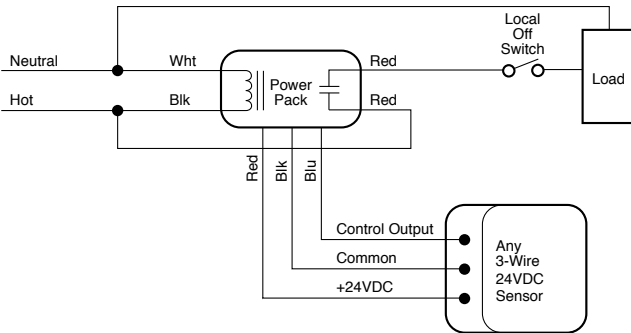 Local
Off
Switch
Neutral
Wht
Red
Load
Power
Pack
Hot
Blk
Red
Red
Blk
Blu
Control Output
Common
+24VDC
Any
3-Wire
24VDC
Sensor